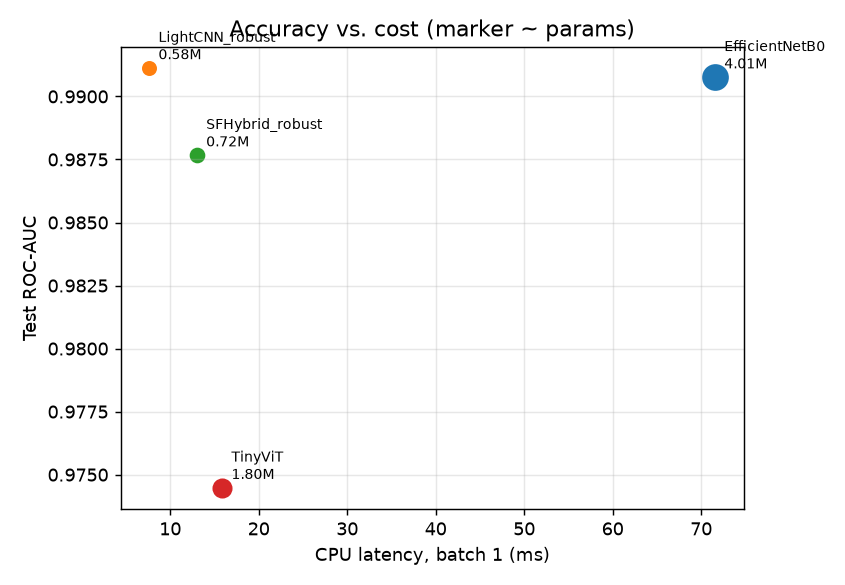 Accuracy vs. cost (marker ~ params)
LightCNN_robust
0.58M
EfficientNetB0
4.01M
SFHybrid_robust
0.72M
TinyViT
1.80M
Test ROC-AUC
0.9900
0.9875
0.9850
0.9825
0.9800
0.9775
0.9750
10 20 30 40 50 60 70
CPU latency, batch 1 (ms)